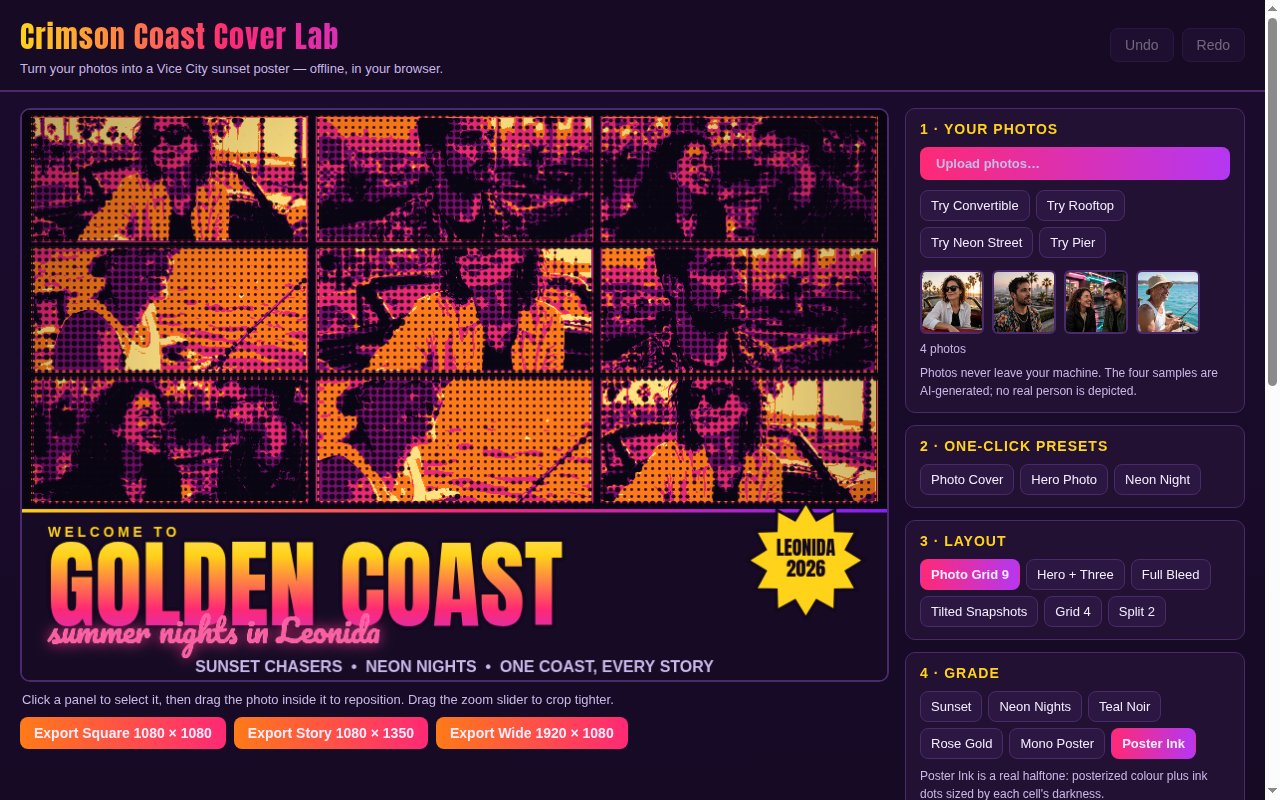 Crimson Coast Cover Lab
Turn your photos into a Vice City sunset poster — offline, in your browser.
Undo
Redo
WELCOME TO
GOLDEN COAST
summer nights in Leonida
LEONIDA
2026
SUNSET CHASERS • NEON NIGHTS • ONE COAST, EVERY STORY
Click a panel to select it, then drag the photo inside it to reposition. Drag the zoom slider to crop tighter.
Export Square 1080 × 1080
Export Story 1080 × 1350
Export Wide 1920 × 1080
1 · YOUR PHOTOS
Upload photos…
Try Convertible
Try Rooftop
Try Neon Street
Try Pier
4 photos
Photos never leave your machine. The four samples are
AI-generated; no real person is depicted.
2 · ONE-CLICK PRESETS
Photo Cover
Hero Photo
Neon Night
3 · LAYOUT
Photo Grid 9
Hero + Three
Full Bleed
Tilted Snapshots
Grid 4
Split 2
4 · GRADE
Sunset
Neon Nights
Teal Noir
Rose Gold
Mono Poster
Poster Ink
Poster Ink is a real halftone: posterized colour plus ink
dots sized by each cell's darkness.